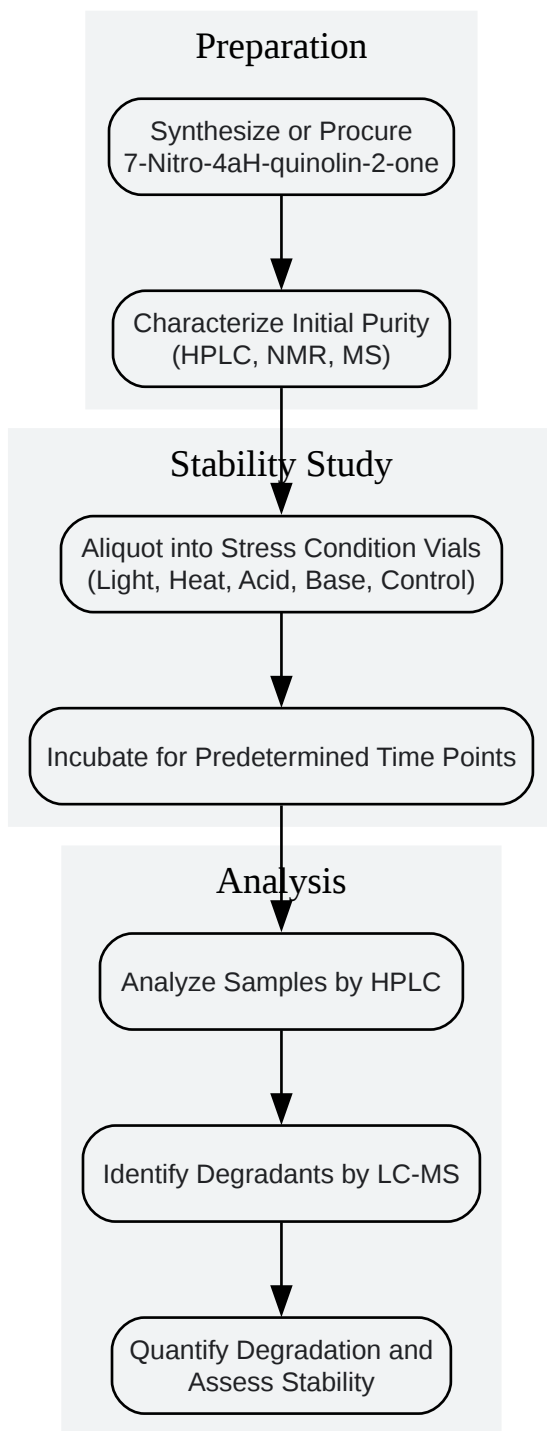 Preparation
Synthesize or Procure
7-Nitro-4aH-quinolin-2-one
Characterize Initial Purity
(HPLC, NMR, MS)
Stability Study
Aliquot into Stress Condition Vials
(Light, Heat, Acid, Base, Control)
Incubate for Predetermined Time Points
Analysis
Analyze Samples by HPLC
Identify Degradants by LC-MS
Quantify Degradation and
Assess Stability